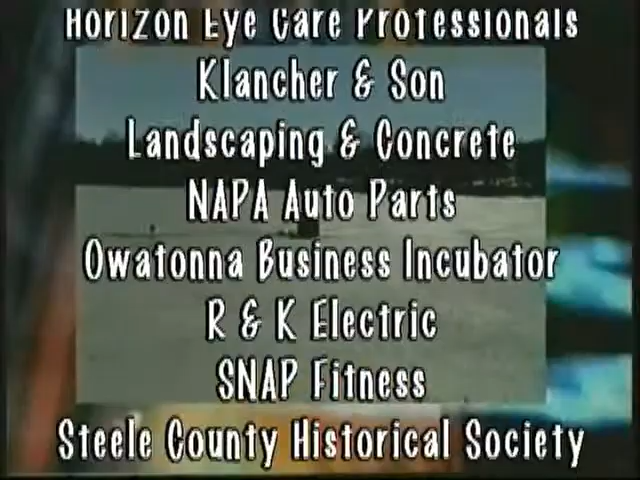 Horizon Eye Care Professionals
Klancher & Son
Landscaping & Concrete
NAPA Auto Parts
Owatonna Business Incubator
R & K Electric
SNAP Fitness
Steele County Historical Society